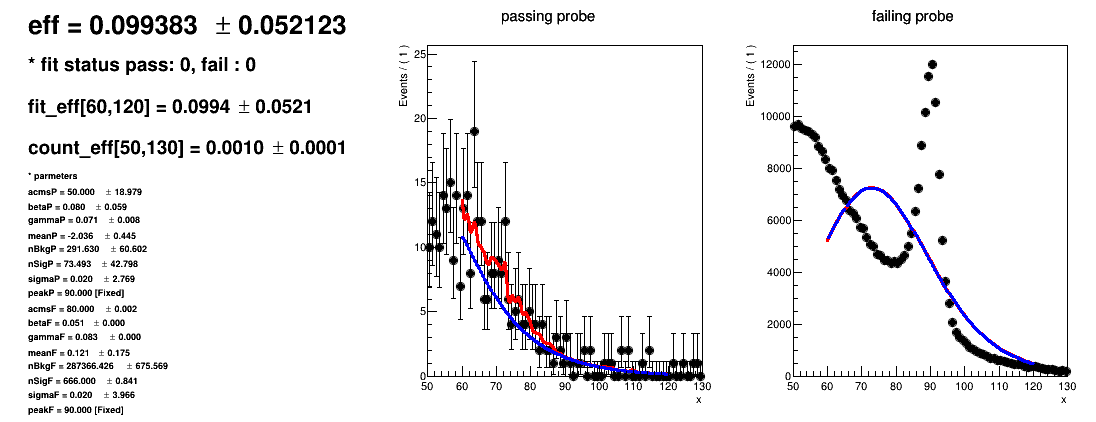 eff = 0.099383 ± 0.052123
* fit status pass: 0, fail : 0
fit_eff[60,120] = 0.0994 ± 0.0521
count_eff[50,130] = 0.0010 ± 0.0001
* parmeters
acmsP = 50.000 ± 18.979
betaP = 0.080 ± 0.059
gammaP = 0.071 ± 0.008
meanP = -2.036 ± 0.445
nBkgP = 291.630 ± 60.602
nSigP = 73.493 ± 42.798
sigmaP = 0.020 ± 2.769
peakP = 90.000 [Fixed]
acmsF = 80.000 ± 0.002
betaF = 0.051 ± 0.000
gammaF = 0.083 ± 0.000
meanF = 0.121 ± 0.175
nBkgF = 287366.426 ± 675.569
nSigF = 666.000 ± 0.841
sigmaF = 0.020 ± 3.966
peakF = 90.000 [Fixed]
passing probe
Events / ( 1 )
25
20
15
10
5
0
50 60 70 80 90 100 110 120 130
x
failing probe
Events / ( 1 )
12000
10000
8000
6000
4000
2000
0
50 60 70 80 90 100 110 120 130
x